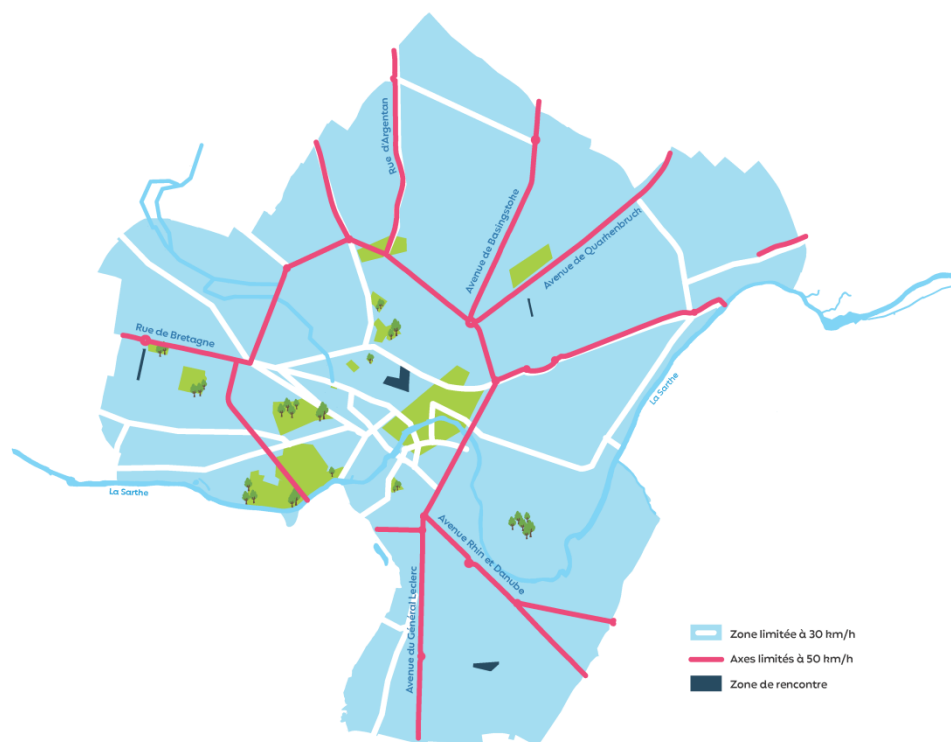 Rue d'Argentan
Avenue de Basingstoke
Avenue de Quarhenbruch
Rue de Bretagne
La Sarthe
La Sarthe
Avenue Rhin et Danube
Avenue du Général Leclerc
Zone limitée à 30 km/h
Axes limités à 50 km/h
Zone de rencontre